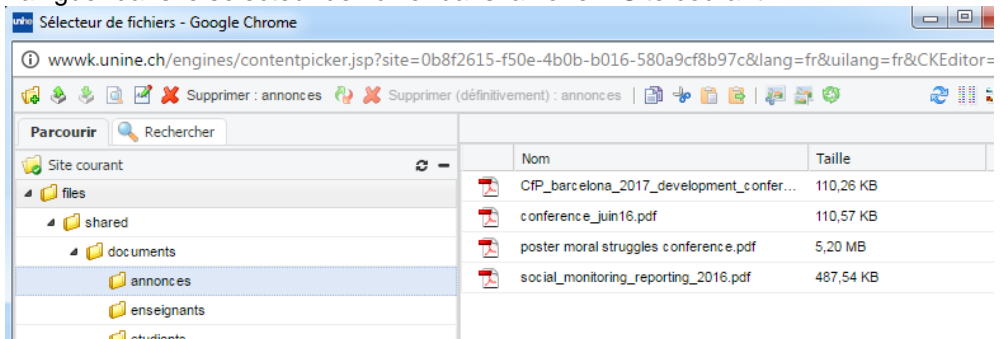 Sélecteur de fichiers - Google Chrome
wwwk.unine.ch/engines/contentpicker.jsp?site=0b8f2615-f50e-4b0b-b016-580a9cf8b97c&lang=fr&uilang=fr&CKEditor=
Supprimer : annonces Supprimer (définitivement) : annonces
Parcourir Rechercher
Site courant
Nom Taille
files
CfP_barcelona_2017_development_confer... 110,26 KB
shared
conference_juin16.pdf 110,57 KB
documents
poster moral struggles conference.pdf 5,20 MB
annonces
social_monitoring_reporting_2016.pdf 487,54 KB
enseignants